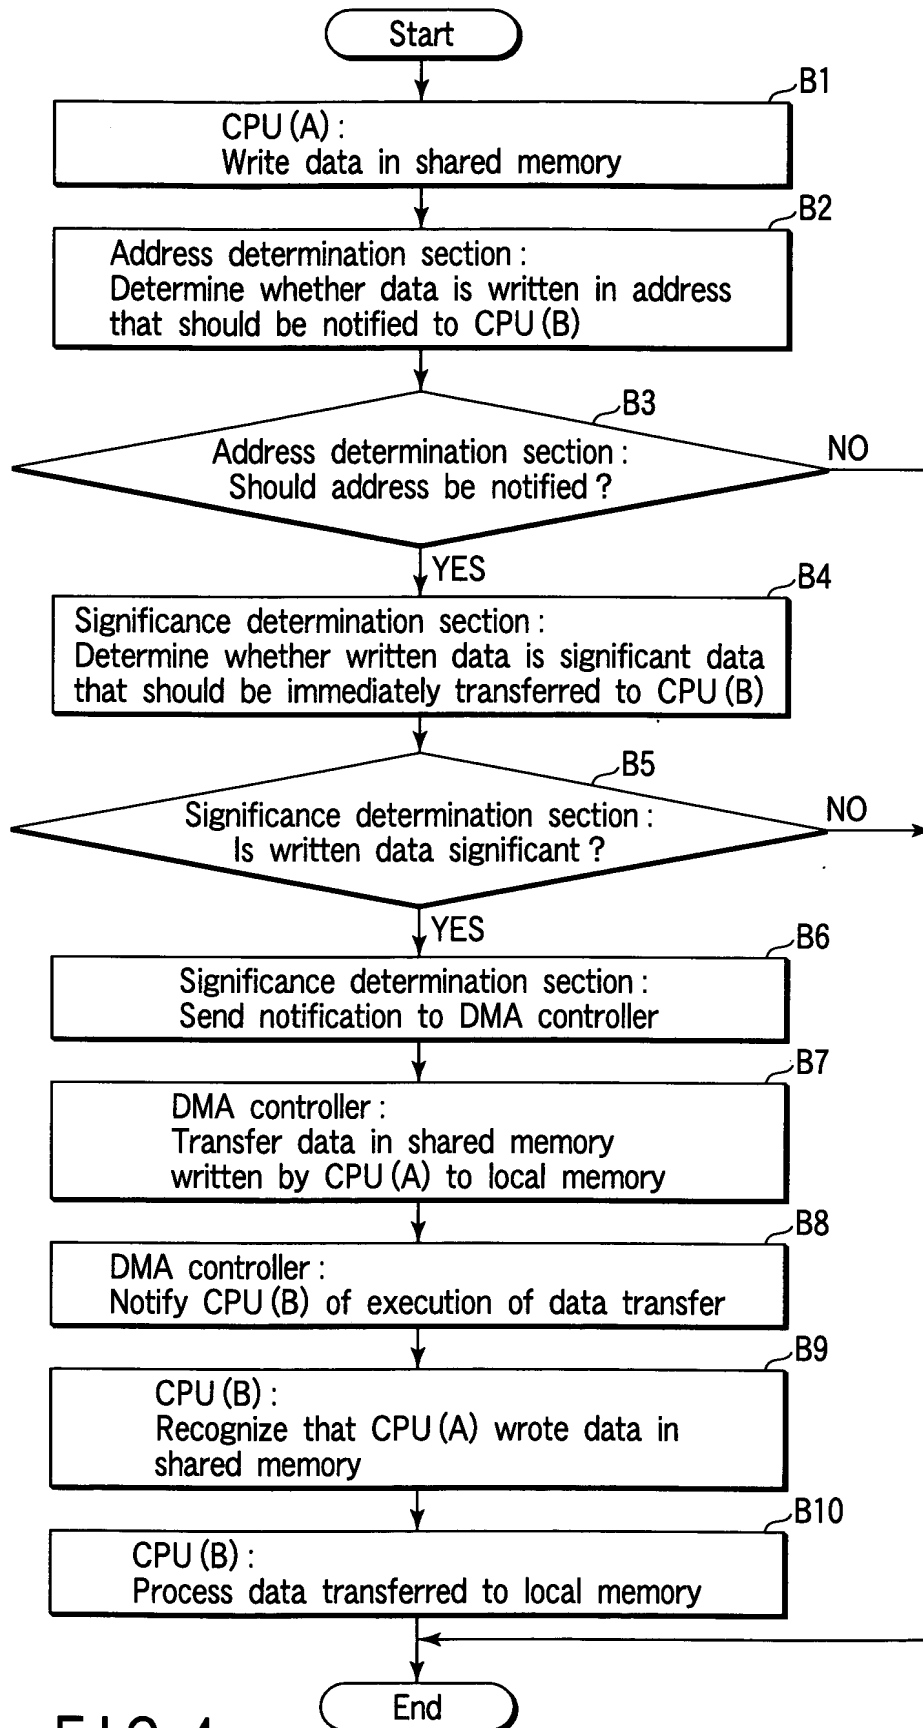 Start
B1
CPU(A):
Write data in shared memory
B2
Address determination section:
Determine whether data is written in address
that should be notified to CPU(B)
B3
Address determination section:
Should address be notified?
NO
YES
B4
Significance determination section:
Determine whether written data is significant data
that should be immediately transferred to CPU(B)
B5
Significance determination section:
Is written data significant?
NO
YES
B6
Significance determination section:
Send notification to DMA controller
B7
DMA controller:
Transfer data in shared memory
written by CPU(A) to local memory
B8
DMA controller:
Notify CPU(B) of execution of data transfer
B9
CPU(B):
Recognize that CPU(A) wrote data in
shared memory
B10
CPU(B):
Process data transferred to local memory
End